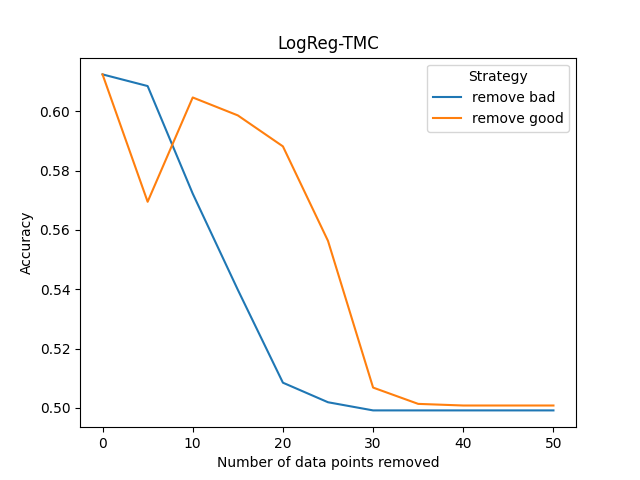 LogReg-TMC
Strategy
remove bad
remove good
Accuracy
0.60
0.58
0.56
0.54
0.52
0.50
0 10 20 30 40 50
Number of data points removed